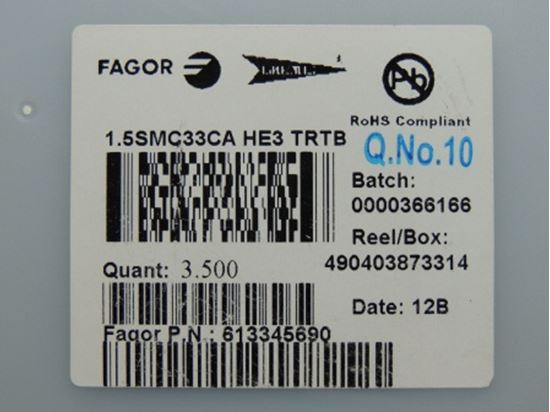 FAGOR
RoHS Compliant
1.5SMC33CA HE3 TRTB
Q.No.10
Batch:
0000366166
Reel/Box:
490403873314
Quant: 3.500
Date: 12B
Fagor P.N.: 613345690